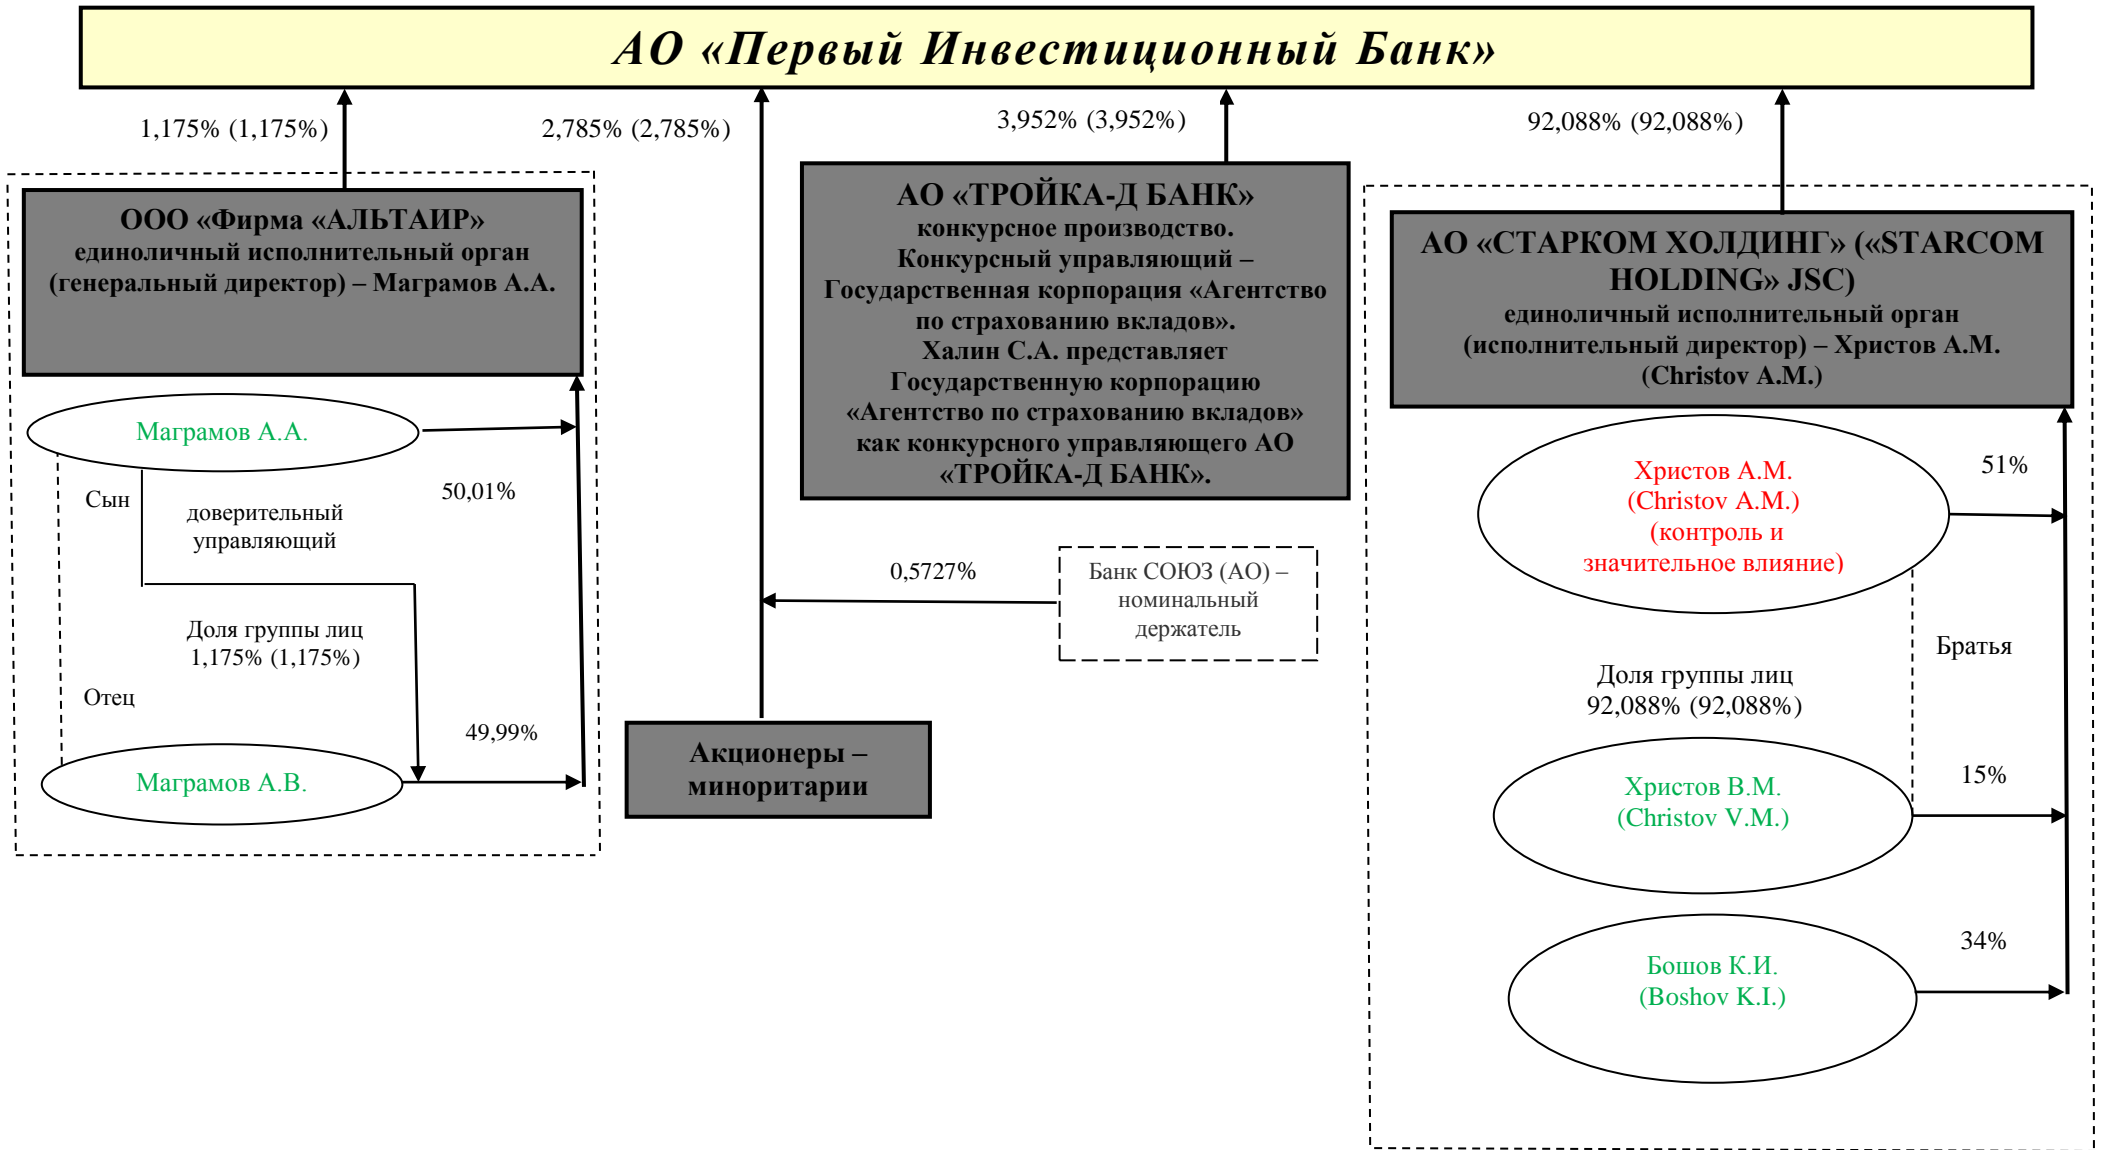 АО «Первый Инвестиционный Банк»
1,175% (1,175%)
2,785% (2,785%)
3,952% (3,952%)
92,088% (92,088%)
ООО «Фирма «АЛЬТАИР»
единоличный исполнительный орган
(генеральный директор) – Маграмов А.А.
Маграмов А.А.
50,01%
Сын
доверительный
управляющий
Доля группы лиц
1,175% (1,175%)
Отец
49,99%
Маграмов А.В.
0,5727%
Банк СОЮЗ (АО) –
номинальный
держатель
Акционеры –
миноритарии
АО «ТРОЙКА-Д БАНК»
конкурсное производство.
Конкурсный управляющий –
Государственная корпорация «Агентство
по страхованию вкладов».
Халин С.А. представляет
Государственную корпорацию
«Агентство по страхованию вкладов»
как конкурсного управляющего АО
«ТРОЙКА-Д БАНК».
АО «СТАРКОМ ХОЛДИНГ» («STARCOM
HOLDING» JSC)
единоличный исполнительный орган
(исполнительный директор) – Христов А.М.
(Christov A.M.)
Христов А.М.
(Christov A.M.)
(контроль и
значительное влияние)
51%
Братья
Доля группы лиц
92,088% (92,088%)
Христов В.М.
(Christov V.M.)
15%
Бошов К.И.
(Boshov K.I.)
34%